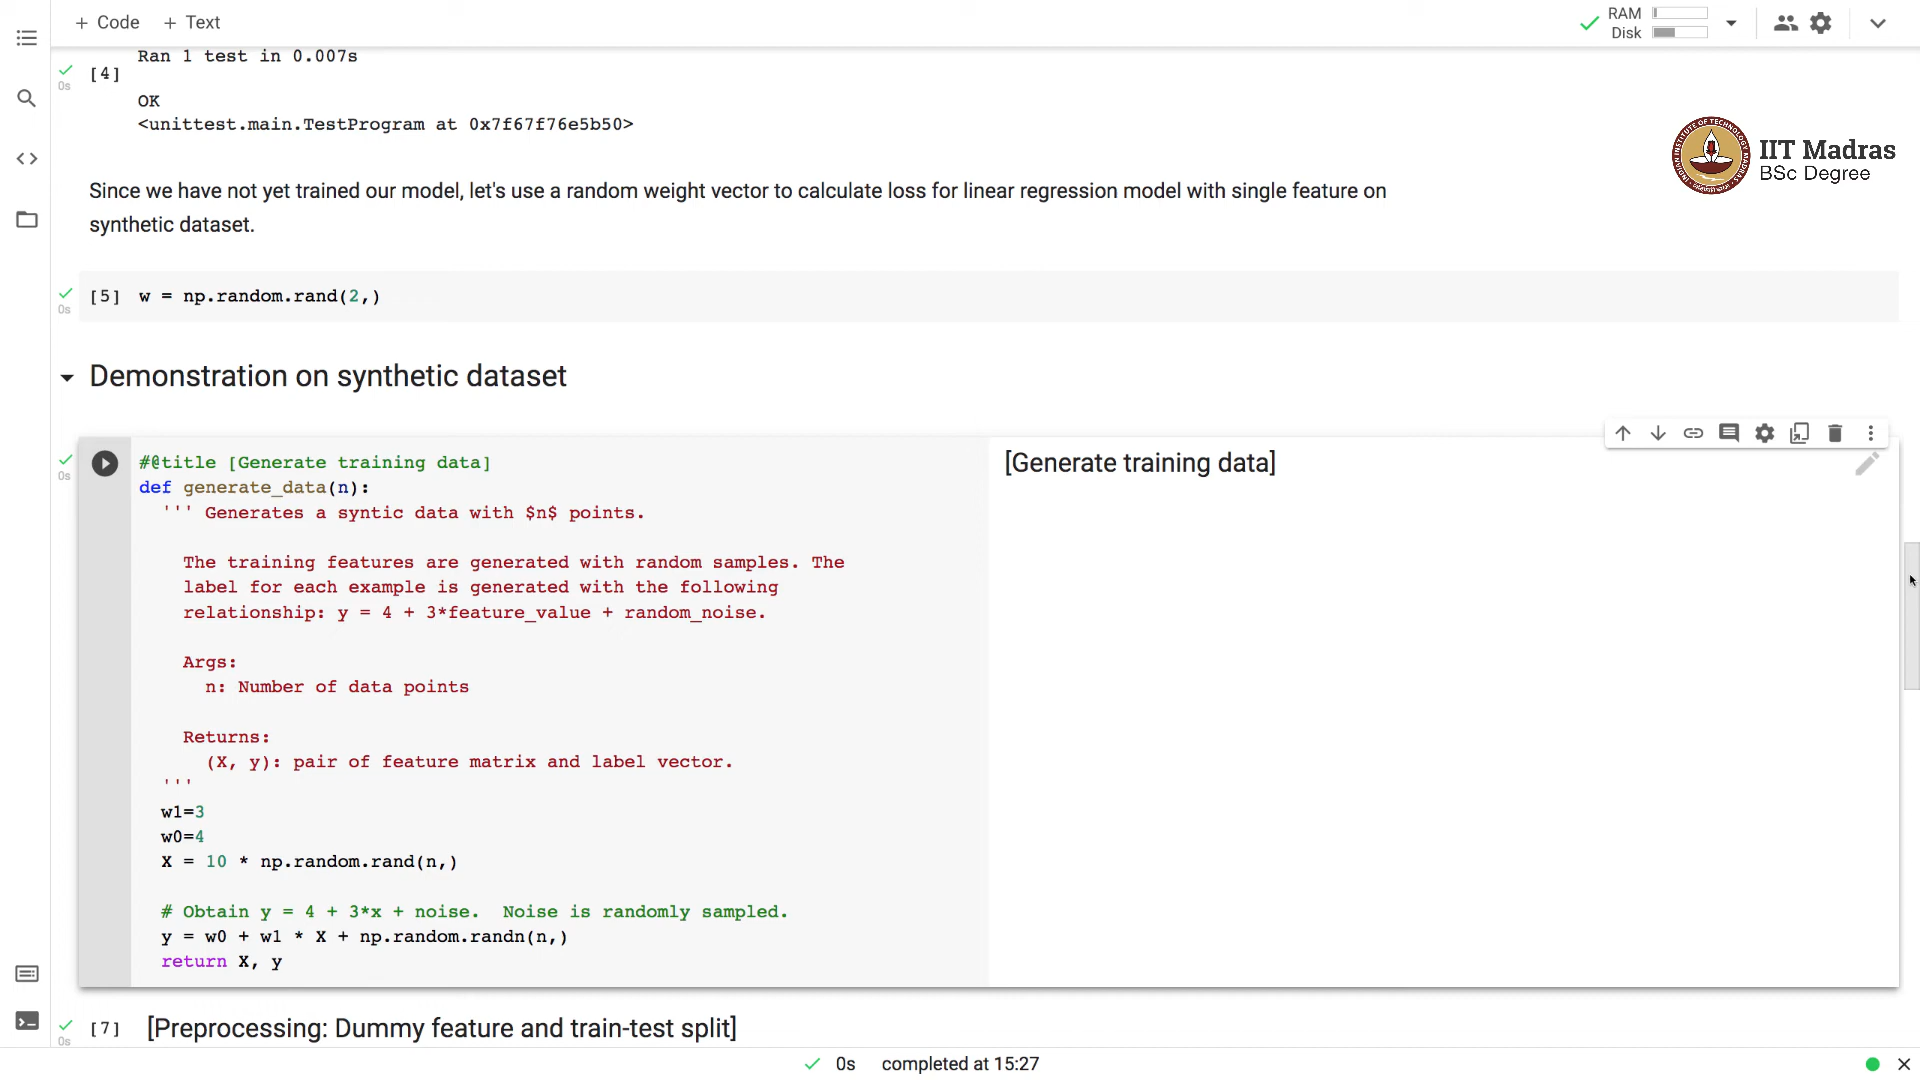 + Code + Text
RAM
Disk
Ran 1 test in 0.007s
[4]
0s
OK
<unittest.main.TestProgram at 0x7f67f76e5b50>
IIT Madras
BSc Degree
Since we have not yet trained our model, let's use a random weight vector to calculate loss for linear regression model with single feature on
synthetic dataset.
[5] w = np.random.rand(2,)
0s
Demonstration on synthetic dataset
0s
#@title [Generate training data]
[Generate training data]
def generate_data(n):
''' Generates a syntic data with $n$ points.
The training features are generated with random samples. The
label for each example is generated with the following
relationship: y = 4 + 3*feature_value + random_noise.
Args:
n: Number of data points
Returns:
(X, y): pair of feature matrix and label vector.
'''
w1=3
w0=4
X = 10 * np.random.rand(n,)
# Obtain y = 4 + 3*x + noise.  Noise is randomly sampled.
y = w0 + w1 * X + np.random.randn(n,)
return X, y
[7] [Preprocessing: Dummy feature and train-test split]
0s
0s completed at 15:27